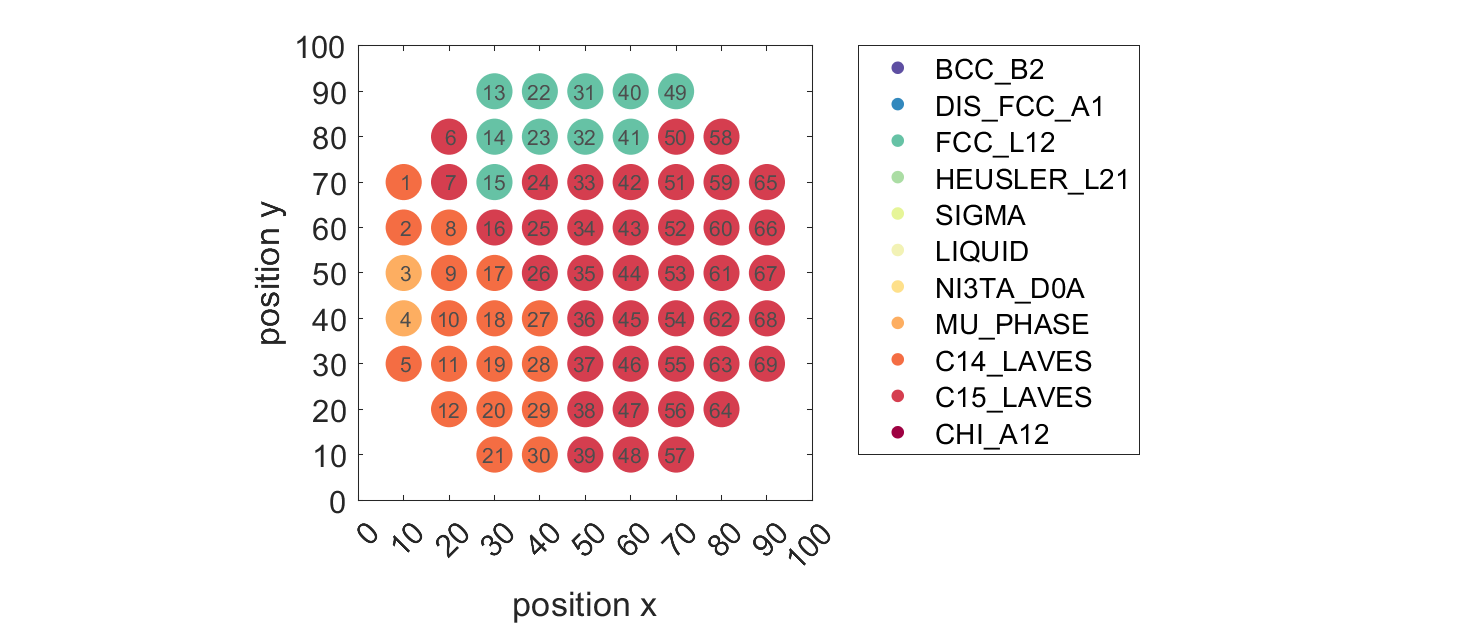 100
90 13 22 31 40 49
80 6 14 23 32 41 50 58
70 1 7 15 24 33 42 51 59 65
60 2 8 16 25 34 43 52 60 66
50 3 9 17 26 35 44 53 61 67
40 4 10 18 27 36 45 54 62 68
30 5 11 19 28 37 46 55 63 69
20 12 20 29 38 47 56 64
10 21 30 39 48 57
0
position y
0 10 20 30 40 50 60 70 80 90 100
position x
BCC_B2
DIS_FCC_A1
FCC_L12
HEUSLER_L21
SIGMA
LIQUID
NI3TA_D0A
MU_PHASE
C14_LAVES
C15_LAVES
CHI_A12